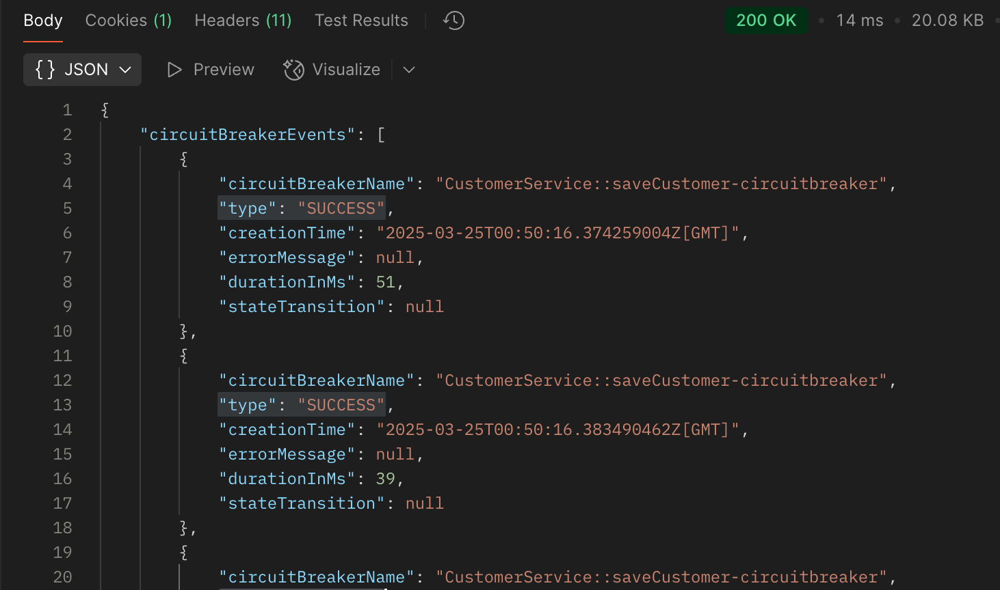 Body Cookies (1) Headers (11) Test Results 200 OK • 14 ms • 20.08 KB
{ } JSON Preview Visualize
1 {
2 "circuitBreakerEvents": [
3 {
4 "circuitBreakerName": "CustomerService::saveCustomer-circuitbreaker",
5 "type": "SUCCESS",
6 "creationTime": "2025-03-25T00:50:16.374259004Z[GMT]",
7 "errorMessage": null,
8 "durationInMs": 51,
9 "stateTransition": null
10 },
11 {
12 "circuitBreakerName": "CustomerService::saveCustomer-circuitbreaker",
13 "type": "SUCCESS",
14 "creationTime": "2025-03-25T00:50:16.383490462Z[GMT]",
15 "errorMessage": null,
16 "durationInMs": 39,
17 "stateTransition": null
18 },
19 {
20 "circuitBreakerName": "CustomerService::saveCustomer-circuitbreaker",